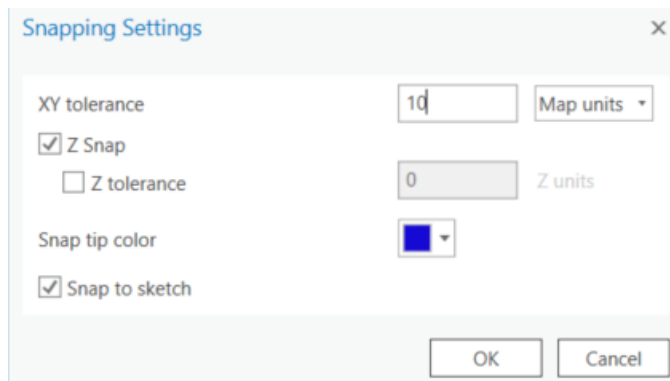 Snapping Settings
XY tolerance 10 Map units
Z Snap
Z tolerance 0 Z units
Snap tip color
Snap to sketch
OK Cancel